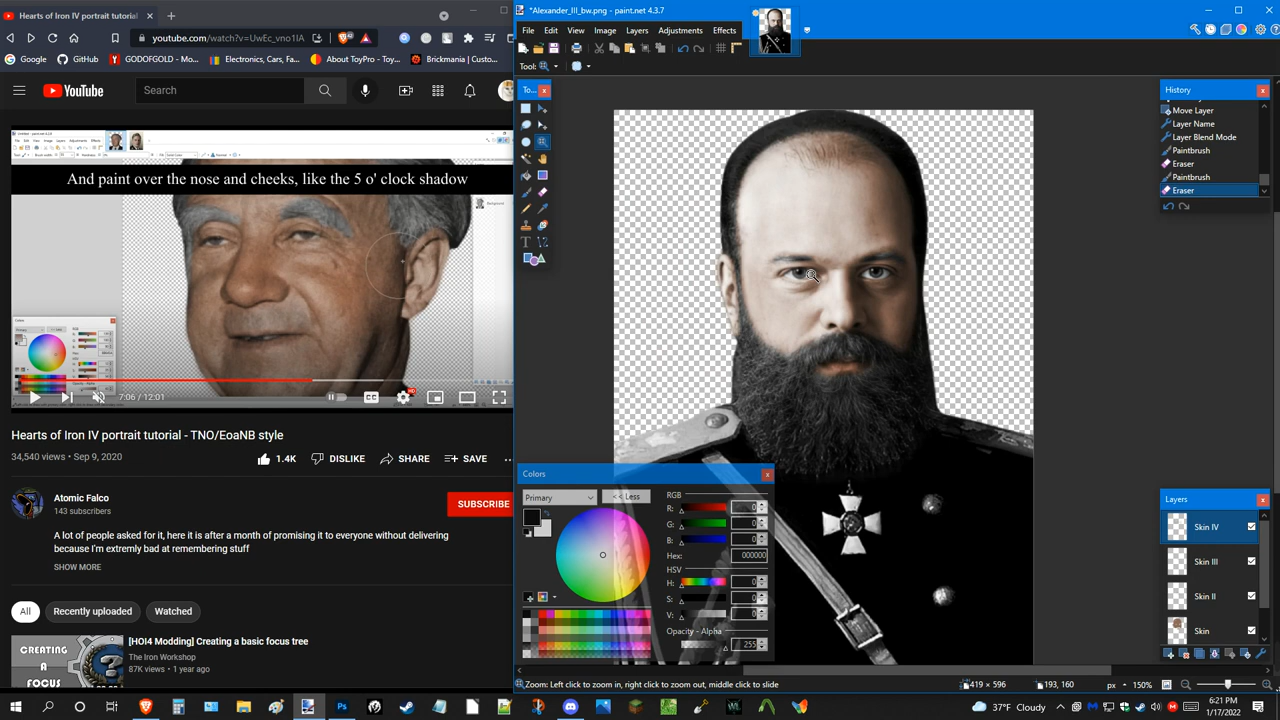 Hearts of Iron IV portrait tutorial
youtube.com/watch?v=UwEc_vno1IA
Google
GitHub
GODOFGOLD - Mo...
Electronics, Cars, Fa...
About ToyPro - Toy...
Brickmania | Custo...
YouTube
Search
And paint over the nose and cheeks, like the 5 o' clock shadow
7:06 / 12:01
Hearts of Iron IV portrait tutorial - TNO/EoaNB style
34,540 views • Sep 9, 2020
1.4K
DISLIKE
SHARE
SAVE
Atomic Falco
143 subscribers
SUBSCRIBE
A lot of people asked for it, here it is after a month of promising it to everyone without delivering
because I'm exremly bad at remembering stuff
SHOW MORE
All
Recently uploaded
Watched
CREATING
A
FOCUS
[HOI4 Modding] Creating a basic focus tree
The Iron Workshop
87K views • 1 year ago
*Alexander_III_bw.png - paint.net 4.3.7
File Edit View Image Layers Adjustments Effects
Tool:
To...
History
Move Layer
Layer Name
Layer Blend Mode
Paintbrush
Eraser
Paintbrush
Eraser
Colors
Primary
<< Less
RGB
R: 0
G: 0
B: 0
Hex: 000000
HSV
H: 0
S: 0
V: 0
Opacity - Alpha
255
Layers
Skin IV
Skin III
Skin II
Skin
Zoom: Left click to zoom in, right click to zoom out, middle click to slide
419 × 596
193, 160
px
150%
37°F Cloudy
6:21 PM
1/17/2022